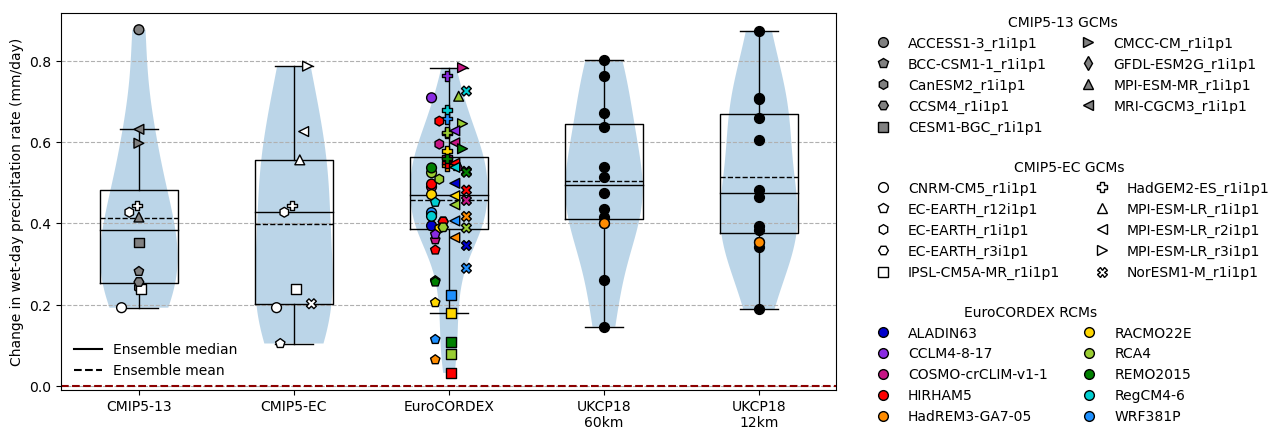 Change in wet-day precipitation rate (mm/day)
0.8
0.6
0.4
0.2
0.0
Ensemble median
Ensemble mean
CMIP5-13
CMIP5-EC
EuroCORDEX
UKCP18
60km
UKCP18
12km
CMIP5-13 GCMs
ACCESS1-3_r1i1p1
BCC-CSM1-1_r1i1p1
CanESM2_r1i1p1
CCSM4_r1i1p1
CESM1-BGC_r1i1p1
CMCC-CM_r1i1p1
GFDL-ESM2G_r1i1p1
MPI-ESM-MR_r1i1p1
MRI-CGCM3_r1i1p1
CMIP5-EC GCMs
CNRM-CM5_r1i1p1
EC-EARTH_r12i1p1
EC-EARTH_r1i1p1
EC-EARTH_r3i1p1
IPSL-CM5A-MR_r1i1p1
HadGEM2-ES_r1i1p1
MPI-ESM-LR_r1i1p1
MPI-ESM-LR_r2i1p1
MPI-ESM-LR_r3i1p1
NorESM1-M_r1i1p1
EuroCORDEX RCMs
ALADIN63
CCLM4-8-17
COSMO-crCLIM-v1-1
HIRHAM5
HadREM3-GA7-05
RACMO22E
RCA4
REMO2015
RegCM4-6
WRF381P